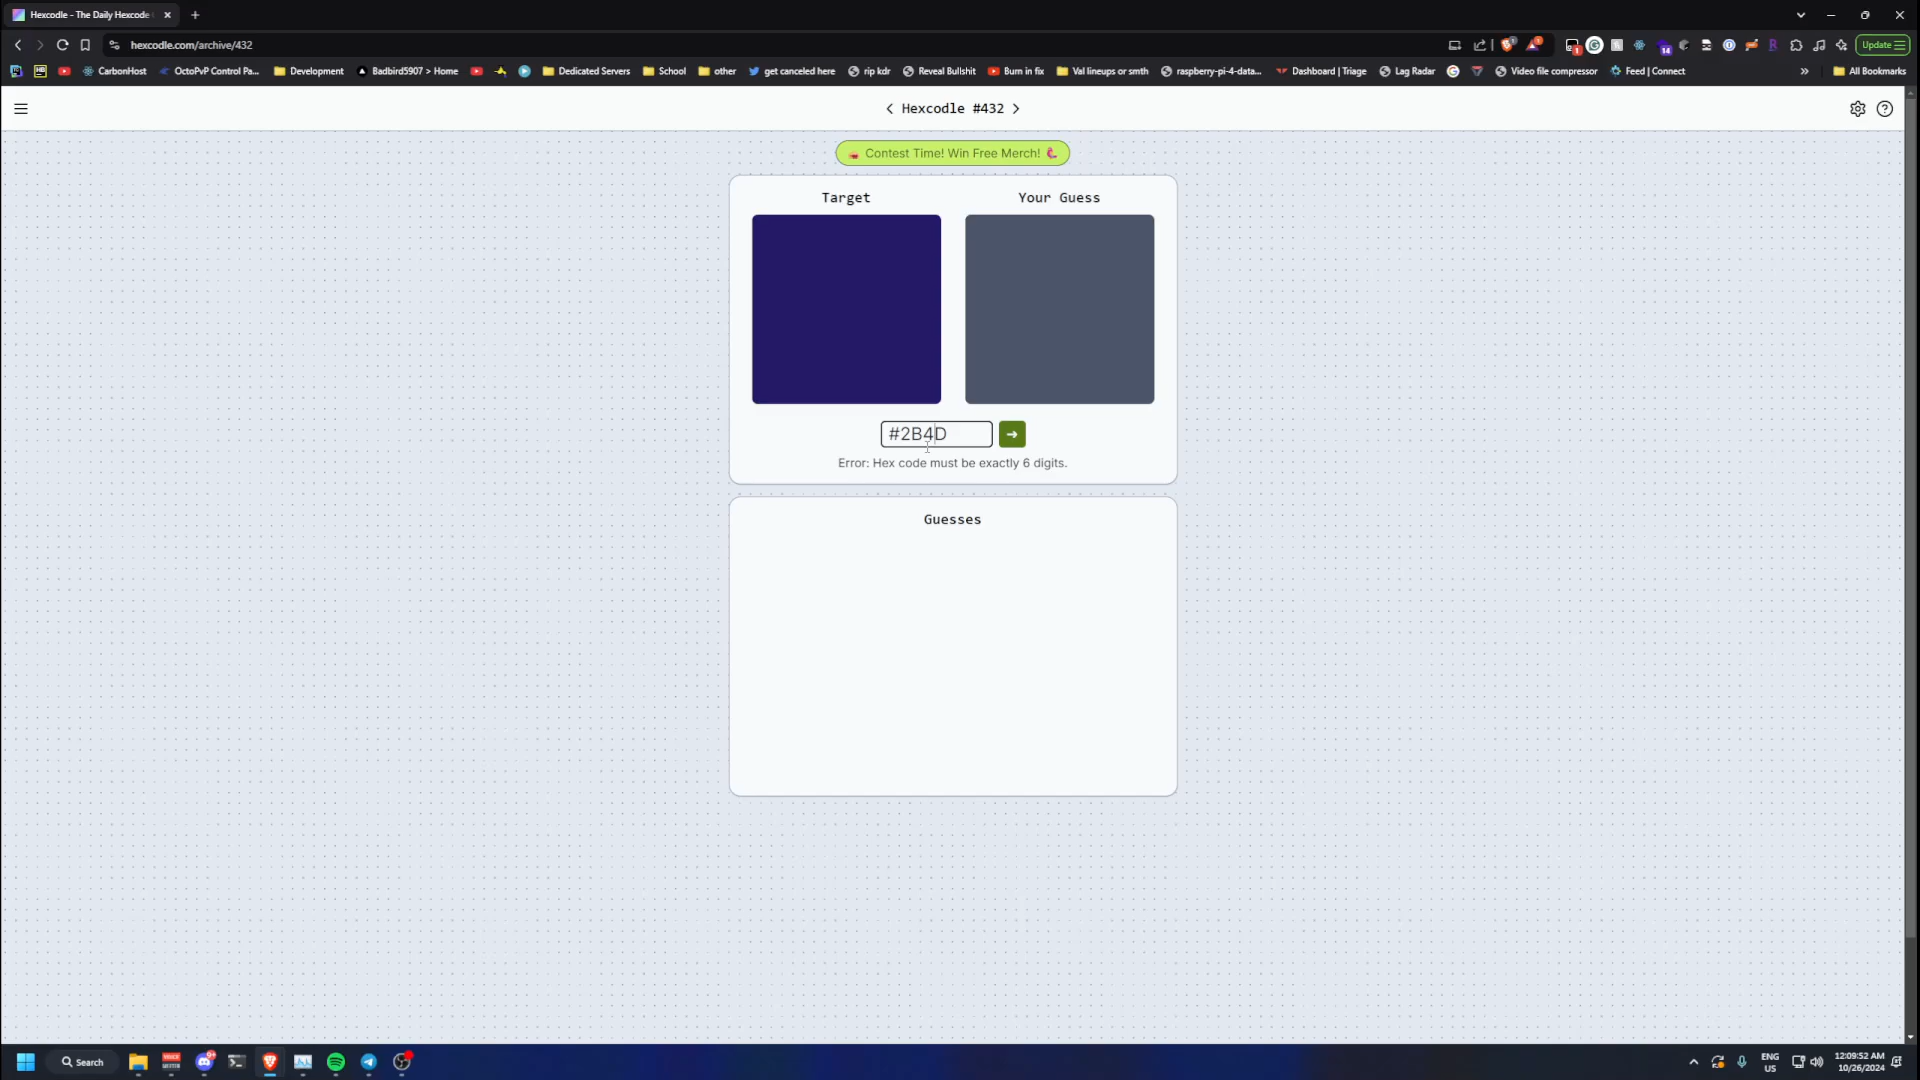 Hexcodle - The Daily Hexcode
hexcodle.com/archive/432
Update
CarbonHost
OctoPvP Control Pa...
Development
Badbird5907 > Home
Dedicated Servers
School
other
get canceled here
rip kdr
Reveal Bullshit
Burn in fix
Val lineups or smth
raspberry-pi-4-data...
Dashboard | Triage
Lag Radar
Video file compressor
Feed | Connect
»
All Bookmarks
< Hexcodle #432 >
Contest Time! Win Free Merch!
Target
Your Guess
#2B4D
Error: Hex code must be exactly 6 digits.
Guesses
Search
ENG
US
12:09:52 AM
10/26/2024